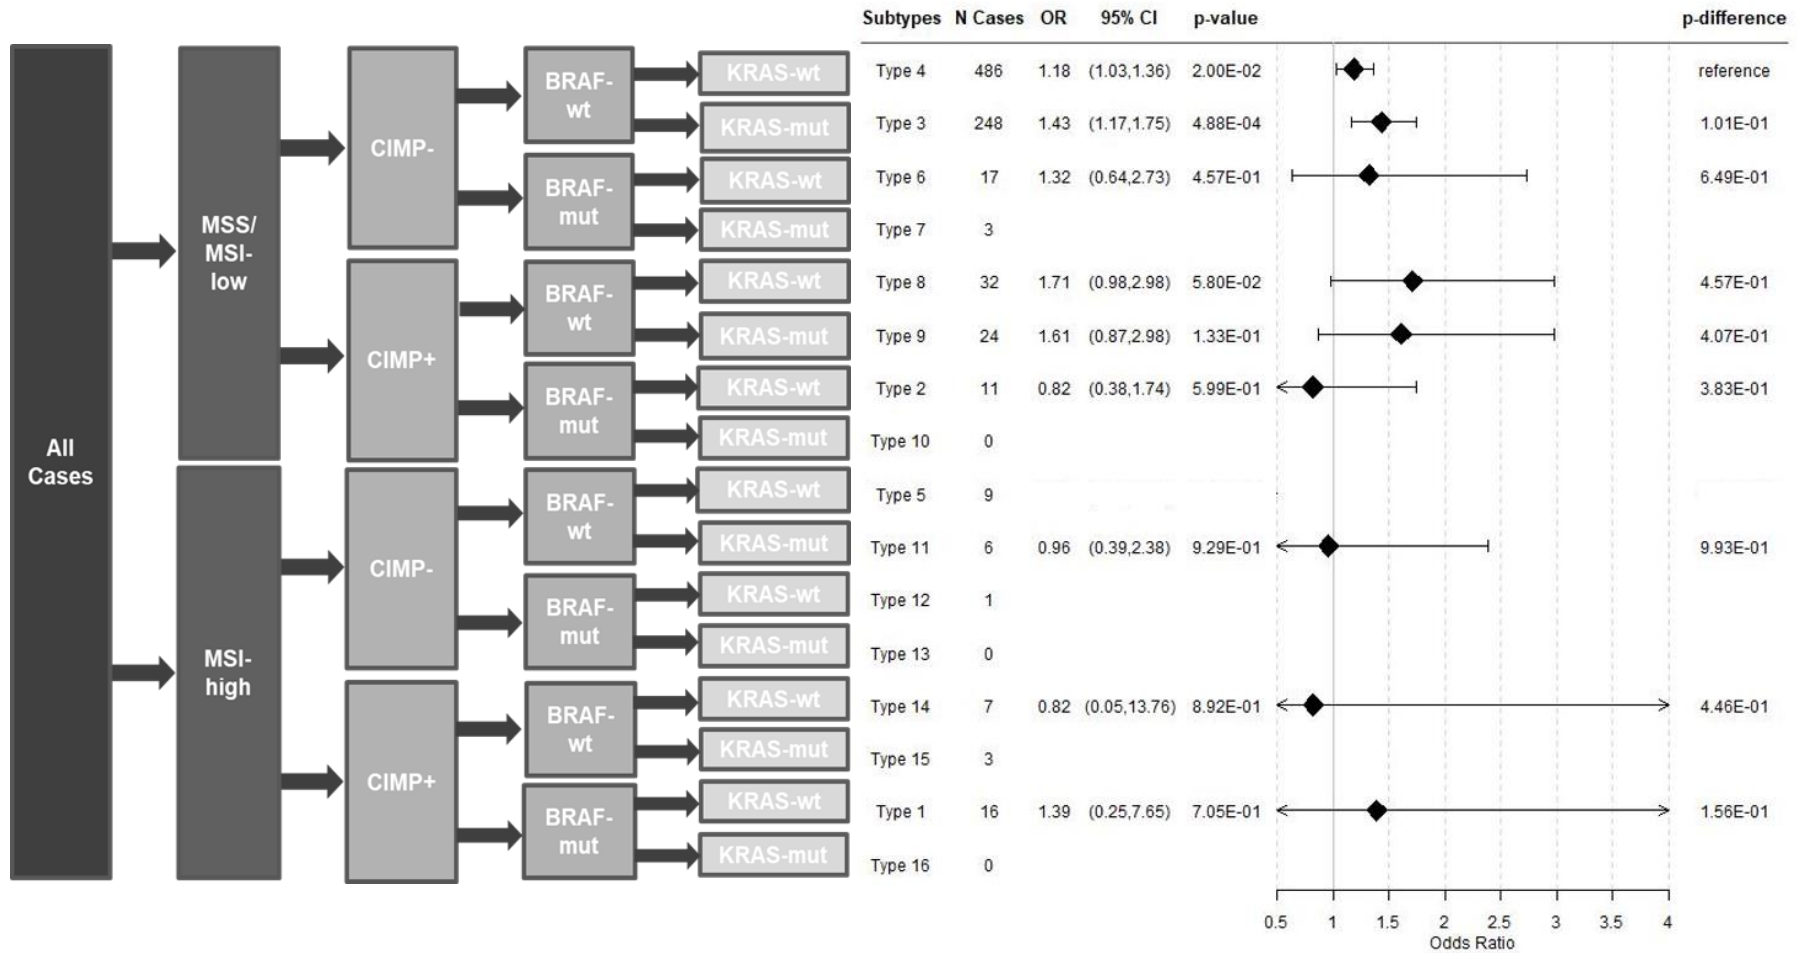 Subtypes N Cases OR 95% CI p-value p-difference
All
Cases
MSS/
MSI-
low
MSI-
high
CIMP-
CIMP+
CIMP-
CIMP+
BRAF-
wt
BRAF-
mut
BRAF-
wt
BRAF-
mut
BRAF-
wt
BRAF-
mut
BRAF-
wt
BRAF-
mut
KRAS-wt Type 4 486 1.18 (1.03,1.36) 2.00E-02 reference
KRAS-mut Type 3 248 1.43 (1.17,1.75) 4.88E-04 1.01E-01
KRAS-wt Type 6 17 1.32 (0.64,2.73) 4.57E-01 6.49E-01
KRAS-mut Type 7 3
KRAS-wt Type 8 32 1.71 (0.98,2.98) 5.80E-02 4.57E-01
KRAS-mut Type 9 24 1.61 (0.87,2.98) 1.33E-01 4.07E-01
KRAS-wt Type 2 11 0.82 (0.38,1.74) 5.99E-01 3.83E-01
KRAS-mut Type 10 0
KRAS-wt Type 5 9
KRAS-mut Type 11 6 0.96 (0.39,2.38) 9.29E-01 9.93E-01
KRAS-wt Type 12 1
KRAS-mut Type 13 0
KRAS-wt Type 14 7 0.82 (0.05,13.76) 8.92E-01 4.46E-01
KRAS-mut Type 15 3
KRAS-wt Type 1 16 1.39 (0.25,7.65) 7.05E-01 1.56E-01
KRAS-mut Type 16 0
0.5 1 1.5 2 2.5 3 3.5 4
Odds Ratio